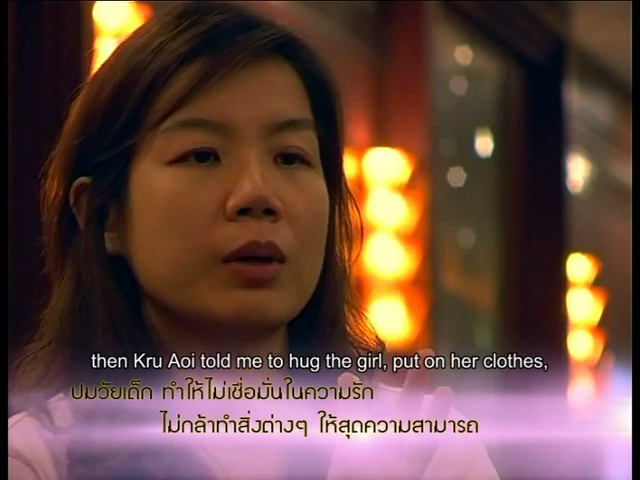 then Kru Aoi told me to hug the girl, put on her clothes,
ปมวัยเด็ก ทำให้ไม่เชื่อมั่นในความรัก
ไม่กล้าทำสิ่งต่างๆ ให้สุดความสามารถ